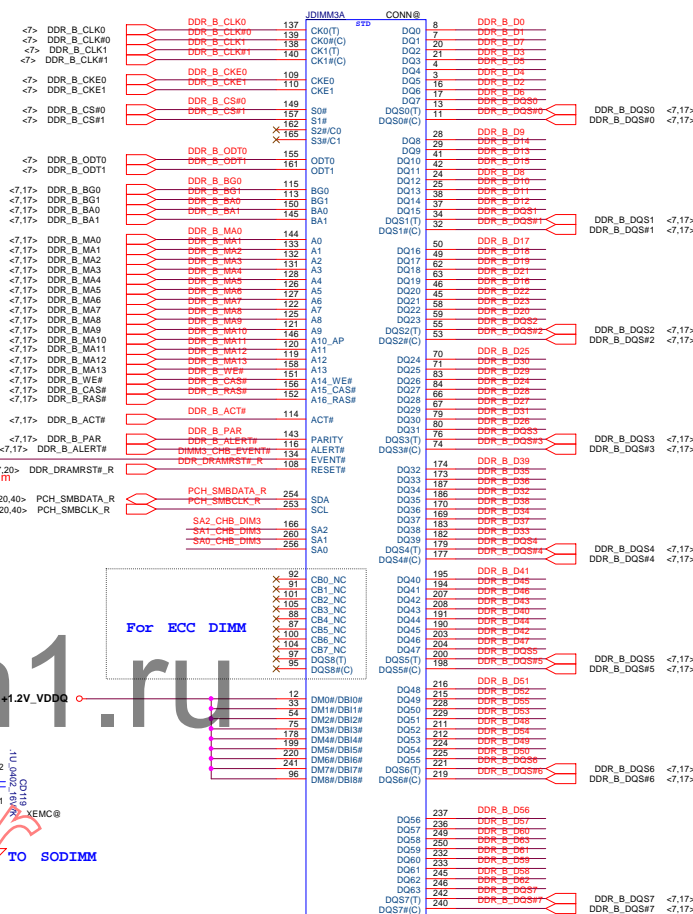 JDIMM3A CONN@
STD
<7> DDR_B_CLK0 DDR_B_CLK0 137 CK0(T)
<7> DDR_B_CLK#0 DDR_B_CLK#0 139 CK0#(C)
<7> DDR_B_CLK1 DDR_B_CLK1 138 CK1(T)
<7> DDR_B_CLK#1 DDR_B_CLK#1 140 CK1#(C)
<7> DDR_B_CKE0 DDR_B_CKE0 109 CKE0
<7> DDR_B_CKE1 DDR_B_CKE1 110 CKE1
<7> DDR_B_CS#0 DDR_B_CS#0 149 S0#
<7> DDR_B_CS#1 DDR_B_CS#1 157 S1#
162 S2#/C0
165 S3#/C1
<7> DDR_B_ODT0 DDR_B_ODT0 155 ODT0
<7> DDR_B_ODT1 DDR_B_ODT1 161 ODT1
<7,17> DDR_B_BG0 DDR_B_BG0 115 BG0
<7,17> DDR_B_BG1 DDR_B_BG1 113 BG1
<7,17> DDR_B_BA0 DDR_B_BA0 150 BA0
<7,17> DDR_B_BA1 DDR_B_BA1 145 BA1
<7,17> DDR_B_MA0 DDR_B_MA0 144 A0
<7,17> DDR_B_MA1 DDR_B_MA1 133 A1
<7,17> DDR_B_MA2 DDR_B_MA2 132 A2
<7,17> DDR_B_MA3 DDR_B_MA3 131 A3
<7,17> DDR_B_MA4 DDR_B_MA4 128 A4
<7,17> DDR_B_MA5 DDR_B_MA5 126 A5
<7,17> DDR_B_MA6 DDR_B_MA6 127 A6
<7,17> DDR_B_MA7 DDR_B_MA7 122 A7
<7,17> DDR_B_MA8 DDR_B_MA8 125 A8
<7,17> DDR_B_MA9 DDR_B_MA9 121 A9
<7,17> DDR_B_MA10 DDR_B_MA10 146 A10_AP
<7,17> DDR_B_MA11 DDR_B_MA11 120 A11
<7,17> DDR_B_MA12 DDR_B_MA12 119 A12
<7,17> DDR_B_MA13 DDR_B_MA13 158 A13
<7,17> DDR_B_WE# DDR_B_WE# 151 A14_WE#
<7,17> DDR_B_CAS# DDR_B_CAS# 156 A15_CAS#
<7,17> DDR_B_RAS# DDR_B_RAS# 152 A16_RAS#
<7,17> DDR_B_ACT# DDR_B_ACT# 114 ACT#
<7,17> DDR_B_PAR DDR_B_PAR 143 PARITY
<7,17> DDR_B_ALERT# DDR_B_ALERT# 116 ALERT#
DIMM3_CHB_EVENT# 134 EVENT#
,20> DDR_DRAMRST#_R DDR_DRAMRST#_R 108 RESET#
m
20,40> PCH_SMBDATA_R PCH_SMBDATA_R 254 SDA
20,40> PCH_SMBCLK_R PCH_SMBCLK_R 253 SCL
SA2_CHB_DIM3 166 SA2
SA1_CHB_DIM3 260 SA1
SA0_CHB_DIM3 256 SA0
For ECC DIMM
92 CB0_NC
91 CB1_NC
101 CB2_NC
105 CB3_NC
88 CB4_NC
87 CB5_NC
100 CB6_NC
104 CB7_NC
97 DQS8(T)
95 DQS8#(C)
n1.ru
+1.2V_VDDQ
12 DM0#/DBI0#
33 DM1#/DBI1#
54 DM2#/DBI2#
75 DM3#/DBI3#
178 DM4#/DBI4#
199 DM5#/DBI5#
220 DM6#/DBI6#
241 DM7#/DBI7#
96 DM8#/DBI8#
2
1
CD119
XEMC@
TO SODIMM
DQ0 8 DDR_B_D0
DQ1 7 DDR_B_D1
DQ2 20 DDR_B_D7
DQ3 21 DDR_B_D3
DQ4 4 DDR_B_D5
DQ5 3 DDR_B_D4
DQ6 16 DDR_B_D2
DQ7 17 DDR_B_D6
DQS0(T) 13 DDR_B_DQS0 DDR_B_DQS0 <7,17>
DQS0#(C) 11 DDR_B_DQS#0 DDR_B_DQS#0 <7,17>
DQ8 28 DDR_B_D9
DQ9 29 DDR_B_D14
DQ10 41 DDR_B_D13
DQ11 42 DDR_B_D15
DQ12 24 DDR_B_D8
DQ13 25 DDR_B_D10
DQ14 38 DDR_B_D11
DQ15 37 DDR_B_D12
DQS1(T) 34 DDR_B_DQS1 DDR_B_DQS1 <7,17>
DQS1#(C) 32 DDR_B_DQS#1 DDR_B_DQS#1 <7,17>
DQ16 50 DDR_B_D17
DQ17 49 DDR_B_D18
DQ18 62 DDR_B_D19
DQ19 63 DDR_B_D21
DQ20 46 DDR_B_D16
DQ21 45 DDR_B_D22
DQ22 58 DDR_B_D23
DQ23 59 DDR_B_D20
DQS2(T) 55 DDR_B_DQS2 DDR_B_DQS2 <7,17>
DQS2#(C) 53 DDR_B_DQS#2 DDR_B_DQS#2 <7,17>
DQ24 70 DDR_B_D25
DQ25 71 DDR_B_D30
DQ26 83 DDR_B_D29
DQ27 84 DDR_B_D24
DQ28 66 DDR_B_D28
DQ29 67 DDR_B_D27
DQ30 79 DDR_B_D31
DQ31 80 DDR_B_D26
DQS3(T) 76 DDR_B_DQS3 DDR_B_DQS3 <7,17>
DQS3#(C) 74 DDR_B_DQS#3 DDR_B_DQS#3 <7,17>
DQ32 174 DDR_B_D39
DQ33 173 DDR_B_D35
DQ34 187 DDR_B_D36
DQ35 186 DDR_B_D32
DQ36 170 DDR_B_D38
DQ37 169 DDR_B_D34
DQ38 183 DDR_B_D37
DQ39 182 DDR_B_D33
DQS4(T) 179 DDR_B_DQS4 DDR_B_DQS4 <7,17>
DQS4#(C) 177 DDR_B_DQS#4 DDR_B_DQS#4 <7,17>
DQ40 195 DDR_B_D41
DQ41 194 DDR_B_D45
DQ42 207 DDR_B_D46
DQ43 208 DDR_B_D43
DQ44 191 DDR_B_D40
DQ45 190 DDR_B_D44
DQ46 203 DDR_B_D42
DQ47 204 DDR_B_D47
DQS5(T) 200 DDR_B_DQS5 DDR_B_DQS5 <7,17>
DQS5#(C) 198 DDR_B_DQS#5 DDR_B_DQS#5 <7,17>
DQ48 216 DDR_B_D51
DQ49 215 DDR_B_D52
DQ50 228 DDR_B_D55
DQ51 229 DDR_B_D53
DQ52 211 DDR_B_D48
DQ53 212 DDR_B_D54
DQ54 224 DDR_B_D49
DQ55 225 DDR_B_D50
DQS6(T) 221 DDR_B_DQS6 DDR_B_DQS6 <7,17>
DQS6#(C) 219 DDR_B_DQS#6 DDR_B_DQS#6 <7,17>
DQ56 237 DDR_B_D56
DQ57 236 DDR_B_D57
DQ58 249 DDR_B_D60
DQ59 250 DDR_B_D63
DQ60 232 DDR_B_D61
DQ61 233 DDR_B_D59
DQ62 245 DDR_B_D58
DQ63 246 DDR_B_D62
DQS7(T) 242 DDR_B_DQS7 DDR_B_DQS7 <7,17>
DQS7#(C) 240 DDR_B_DQS#7 DDR_B_DQS#7 <7,17>